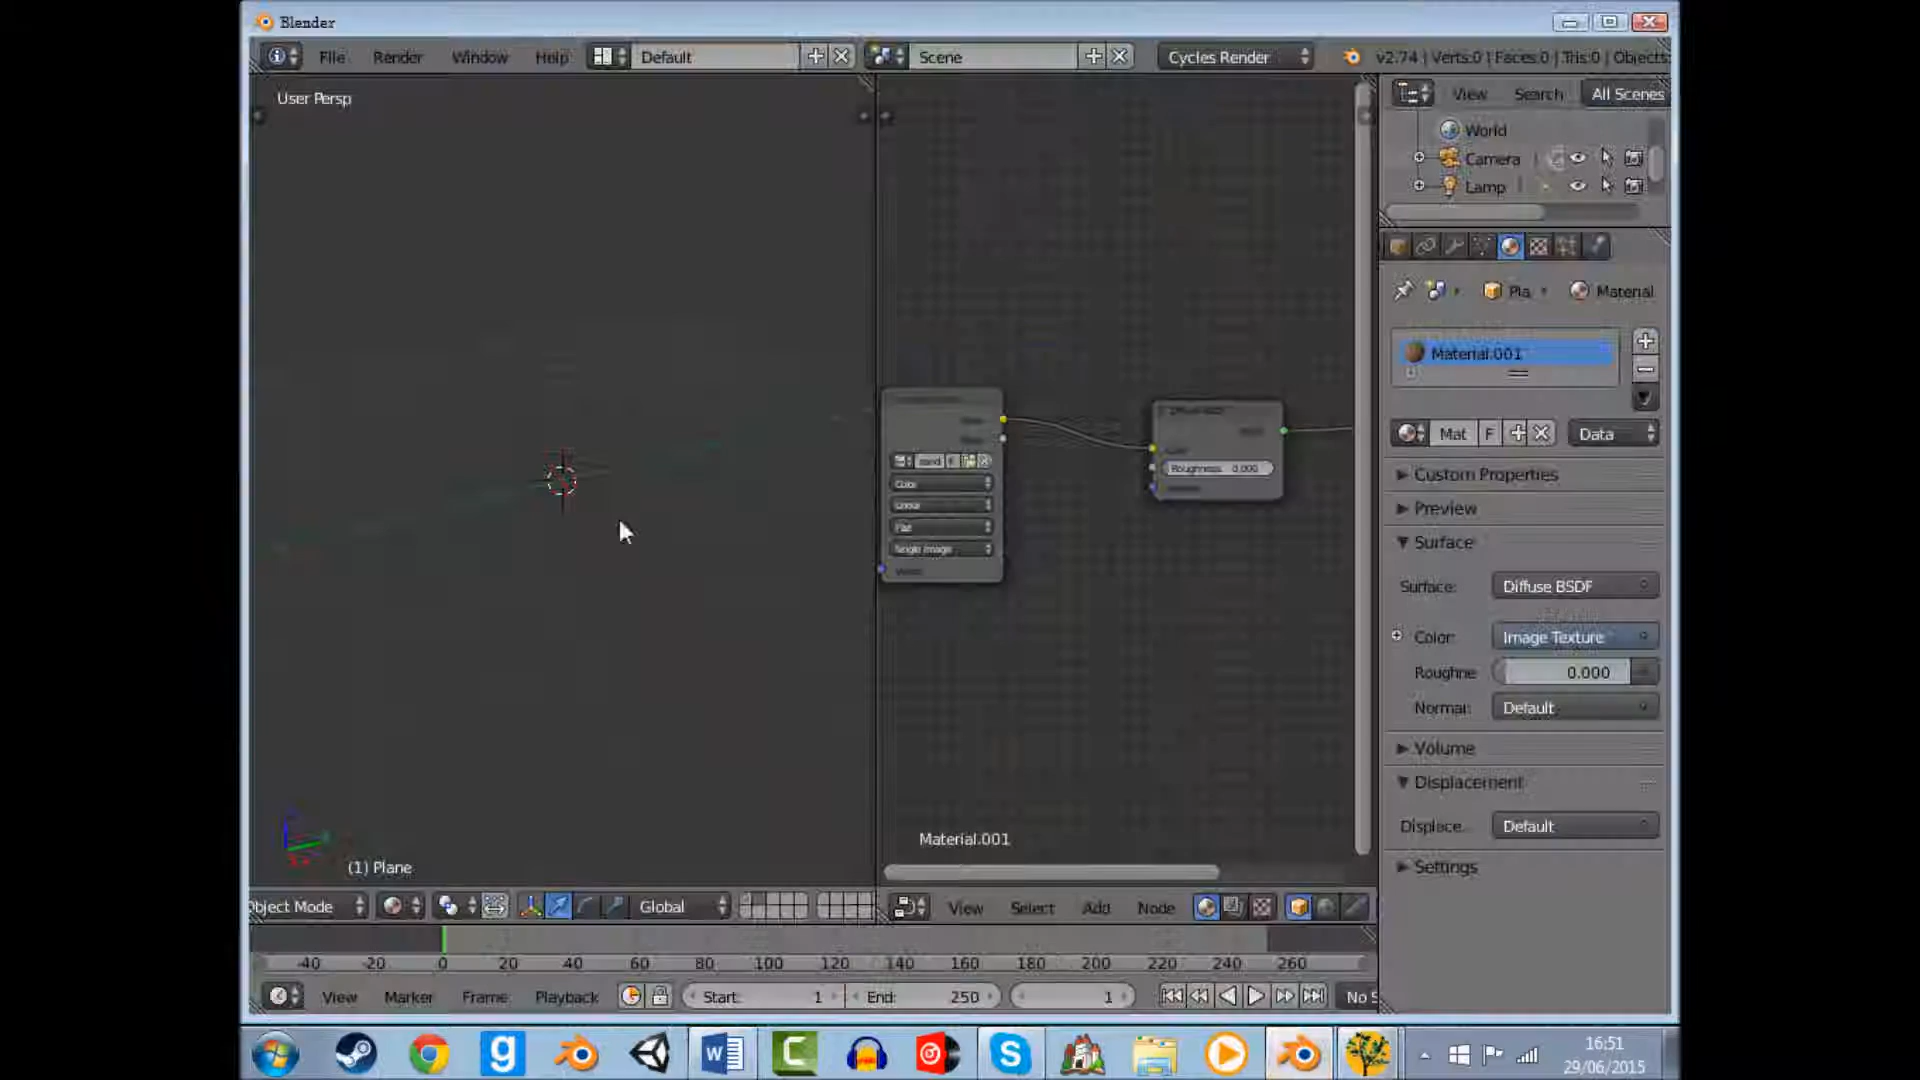 Blender
File Render Window Help Default Scene Cycles Render v2.74 | Verts:0 | Faces:0 | Tris:0 | Objects:
User Persp
View Search All Scenes
World
Camera
Lamp
Pla Material
Material.001
Mat F Data
Custom Properties
Preview
Surface
Surface: Diffuse BSDF
Color: Image Texture
Roughne 0.000
Normal: Default
Volume
Displacement
Displace. Default
Settings
Color
Linear
Flat
Single Image
Roughness: 0.000
Material.001
(1) Plane
Object Mode Global
View Select Add Node
-40 -20 0 20 40 60 80 100 120 140 160 180 200 220 240 260
View Marker Frame Playback Start: 1 End: 250 1 No S
16:51
29/06/2015